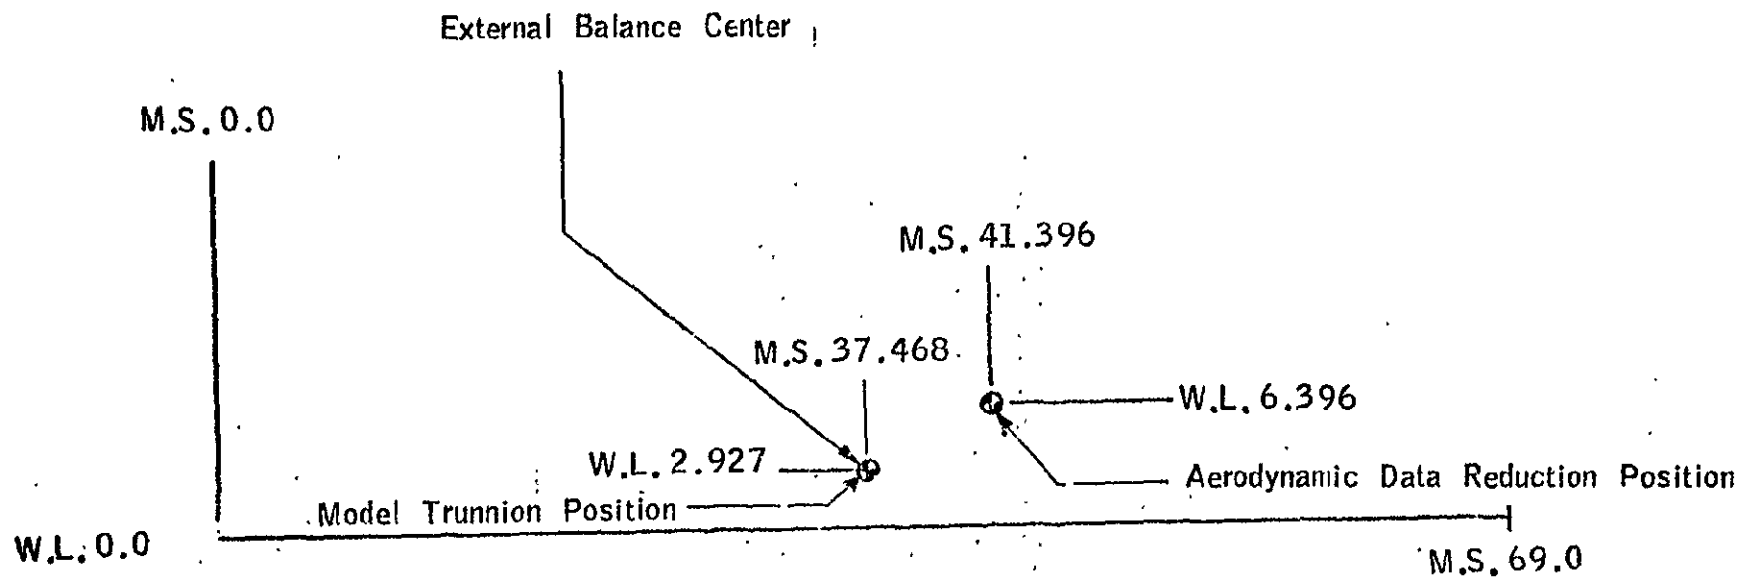 External Balance Center
M.S. 0.0
M.S. 41.396
M.S. 37.468
W.L. 6.396
W.L. 2.927
Aerodynamic Data Reduction Position
Model Trunnion Position
W.L. 0.0
M.S. 69.0